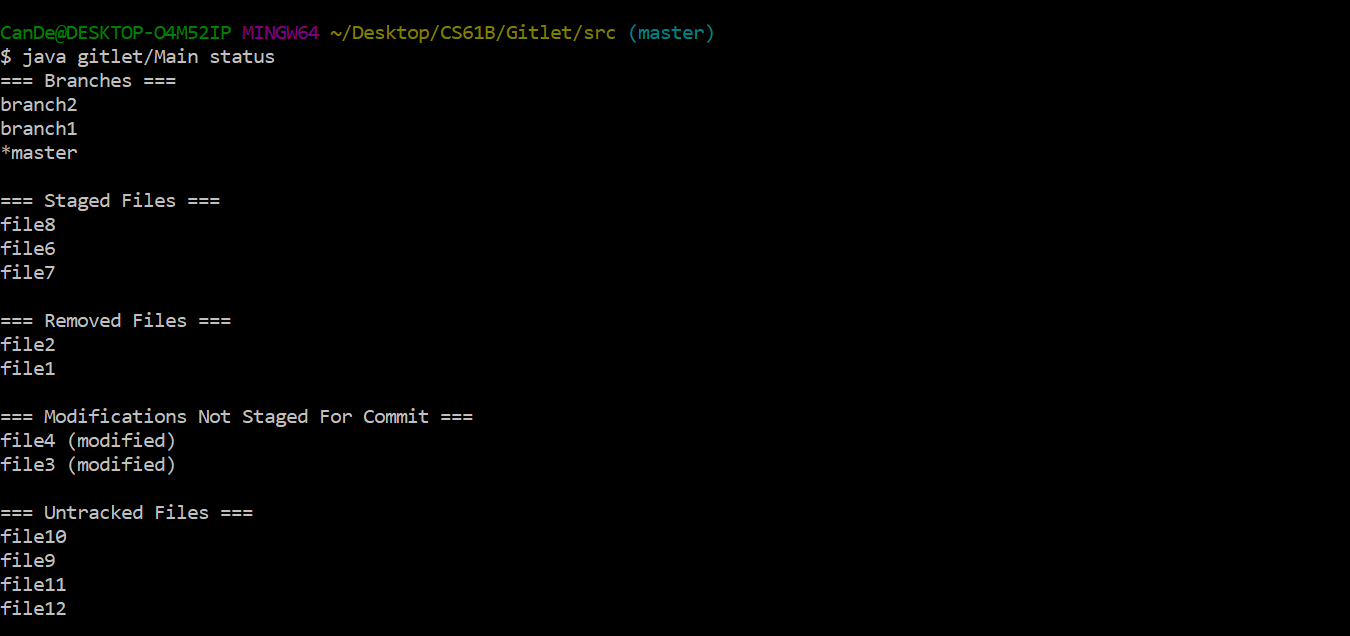 CanDe@DESKTOP-O4M52IP MINGW64 ~/Desktop/CS61B/Gitlet/src (master)
$ java gitlet/Main status
=== Branches ===
branch2
branch1
*master
=== Staged Files ===
file8
file6
file7
=== Removed Files ===
file2
file1
=== Modifications Not Staged For Commit ===
file4 (modified)
file3 (modified)
=== Untracked Files ===
file10
file9
file11
file12